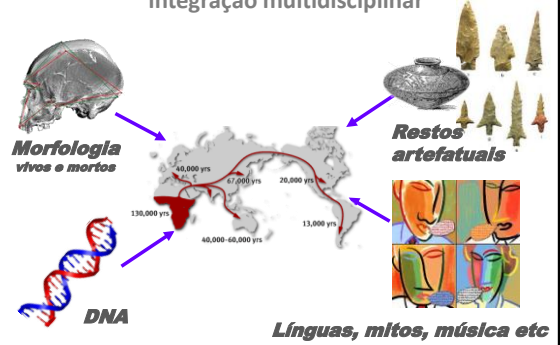 Integração multidisciplinar
Morfologia
vivos e mortos
Restos
artefatuais
40,000 yrs
67,000 yrs
20,000 yrs
130,000 yrs
40,000–60,000 yrs
13,000 yrs
DNA
Línguas, mitos, música etc